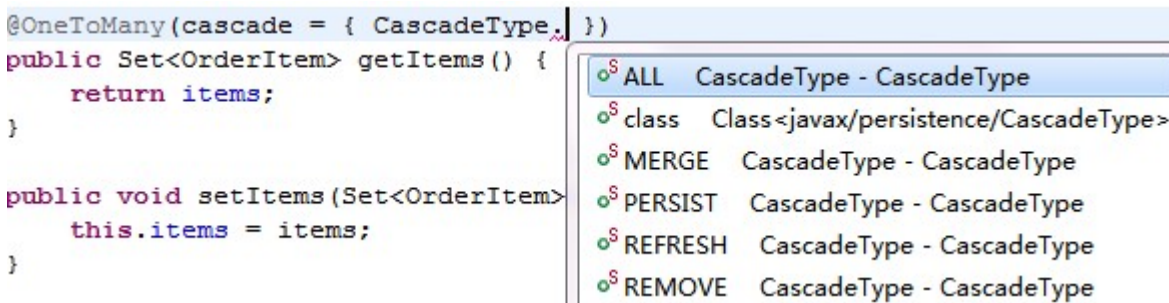 @OneToMany(cascade = { CascadeType. })
public Set<OrderItem> getItems() {
    return items;
}
public void setItems(Set<OrderItem>
    this.items = items;
}
ALL CascadeType - CascadeType
class Class<javax/persistence/CascadeType>
MERGE CascadeType - CascadeType
PERSIST CascadeType - CascadeType
REFRESH CascadeType - CascadeType
REMOVE CascadeType - CascadeType